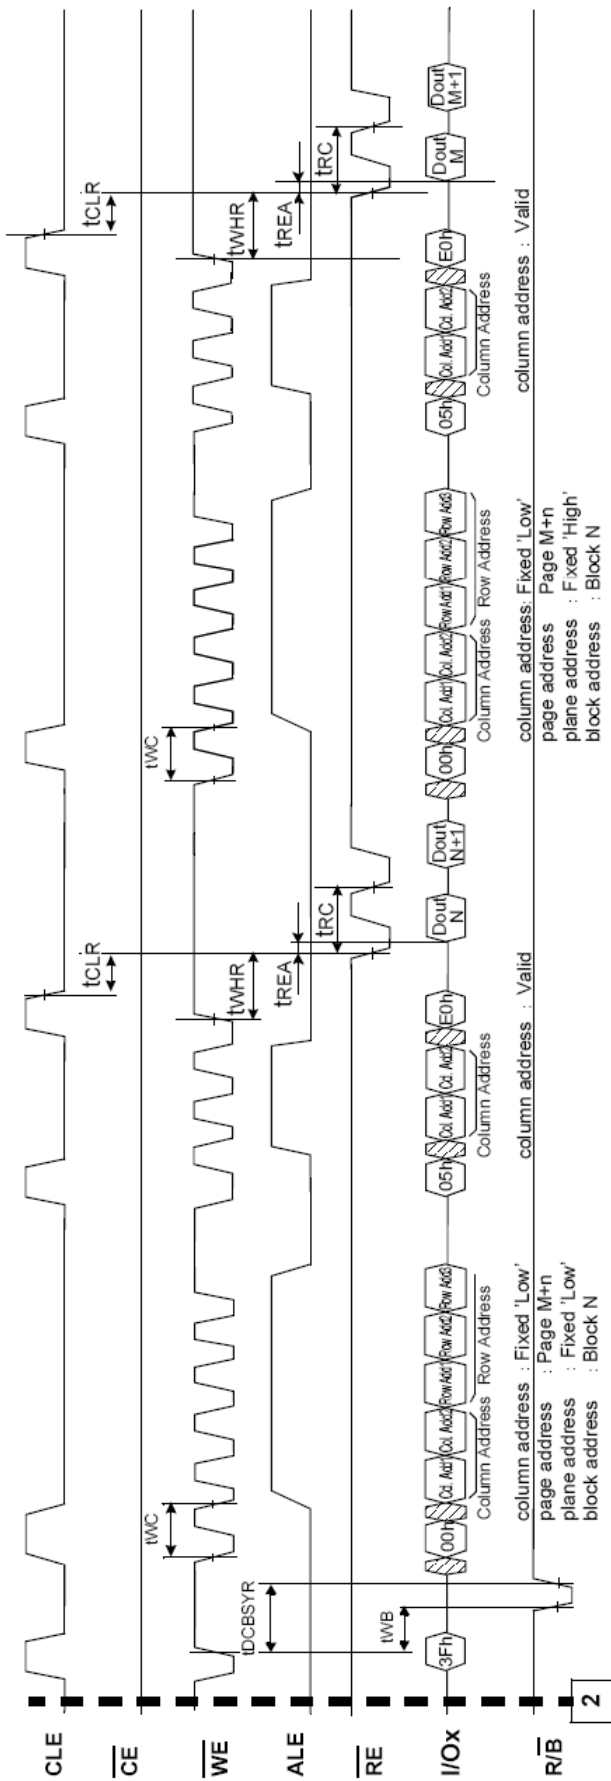 CLE
CE
WE
ALE
RE
I/Ox
R/B
2
tCLR
tCLR
tWC
tWHR
tWC
tWHR
tDCBSYR
tREA
tREA
tRC
tRC
tWB
3Fh
00h
Cd. Add1
Col. Add2
Row Add1
Row Add2
Row Add3
05h
Col. Add1
Cd. Add2
E0h
Dout
N
Dout
N+1
00h
Col. Add1
Col. Add2
Row Add1
Row Add2
Row Add3
05h
Col. Add1
Cd. Add2
E0h
Dout
M
Dout
M+1
Column Address
Row Address
Column Address
Column Address
Row Address
Column Address
column address : Fixed 'Low'
page address : Page M+n
plane address : Fixed 'Low'
block address : Block N
column address : Valid
column address: Fixed 'Low'
page address Page M+n
plane address : Fixed 'High'
block address : Block N
column address : Valid